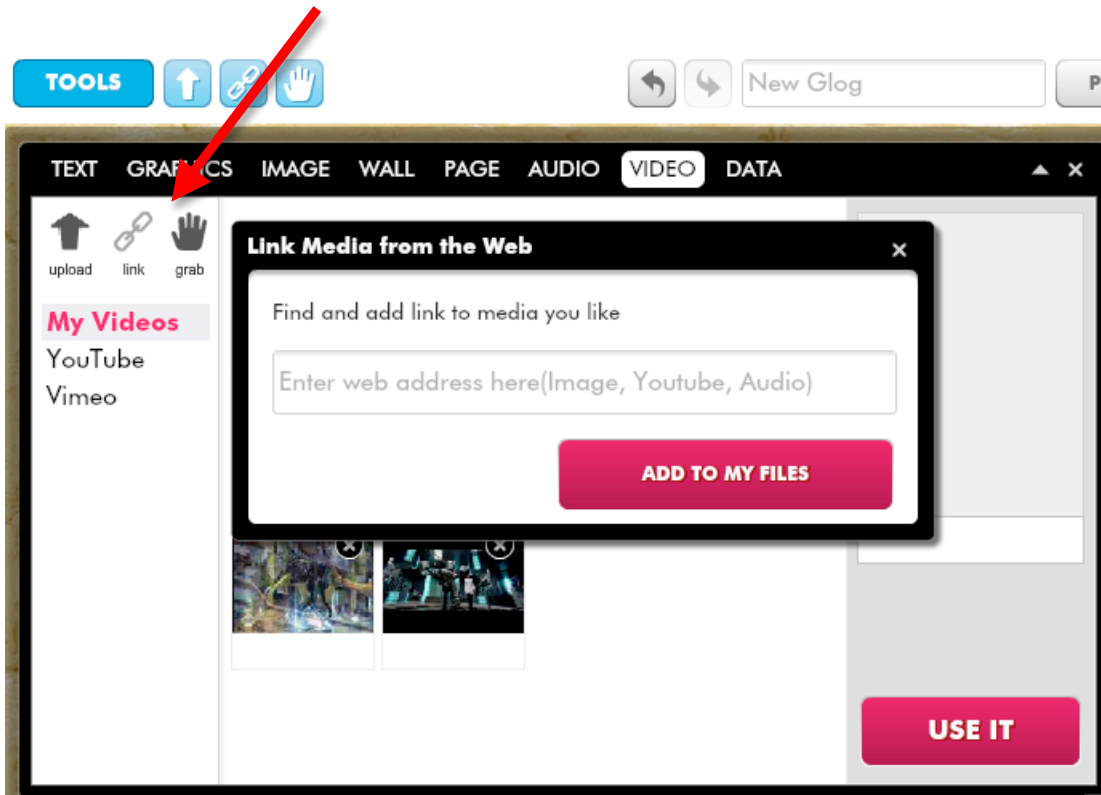 TOOLS
New Glog
P
TEXT GRAPHICS IMAGE WALL PAGE AUDIO VIDEO DATA
upload link grab
My Videos
YouTube
Vimeo
Link Media from the Web
Find and add link to media you like
Enter web address here(Image, Youtube, Audio)
ADD TO MY FILES
USE IT